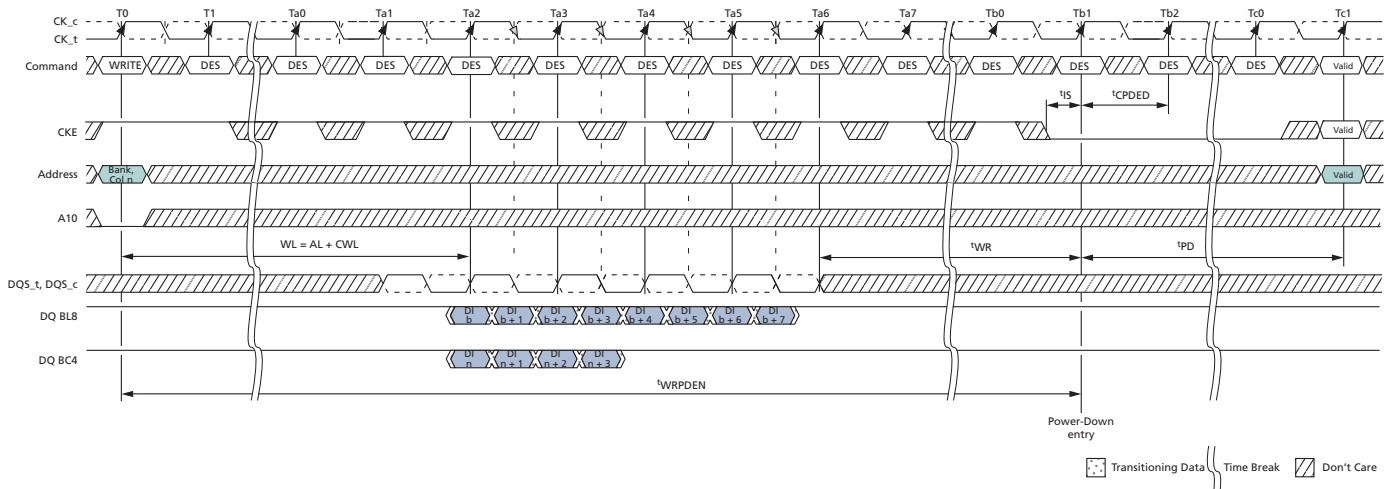 T0 T1 Ta0 Ta1 Ta2 Ta3 Ta4 Ta5 Ta6 Ta7 Tb0 Tb1 Tb2 Tc0 Tc1
CK_c
CK_t
Command WRITE DES DES DES DES DES DES DES DES DES DES DES DES DES Valid
tIS tCPDED
CKE Valid
Address Bank, Col n Valid
A10
WL = AL + CWL tWR tPD
DQS_t, DQS_c
DQ BL8 DI b DI b + 1 DI b + 2 DI b + 3 DI b + 4 DI b + 5 DI b + 6 DI b + 7
DQ BC4 DI n DI n + 1 DI n + 2 DI n + 3
tWRPDEN
Power-Down
entry
Transitioning Data Time Break Don't Care